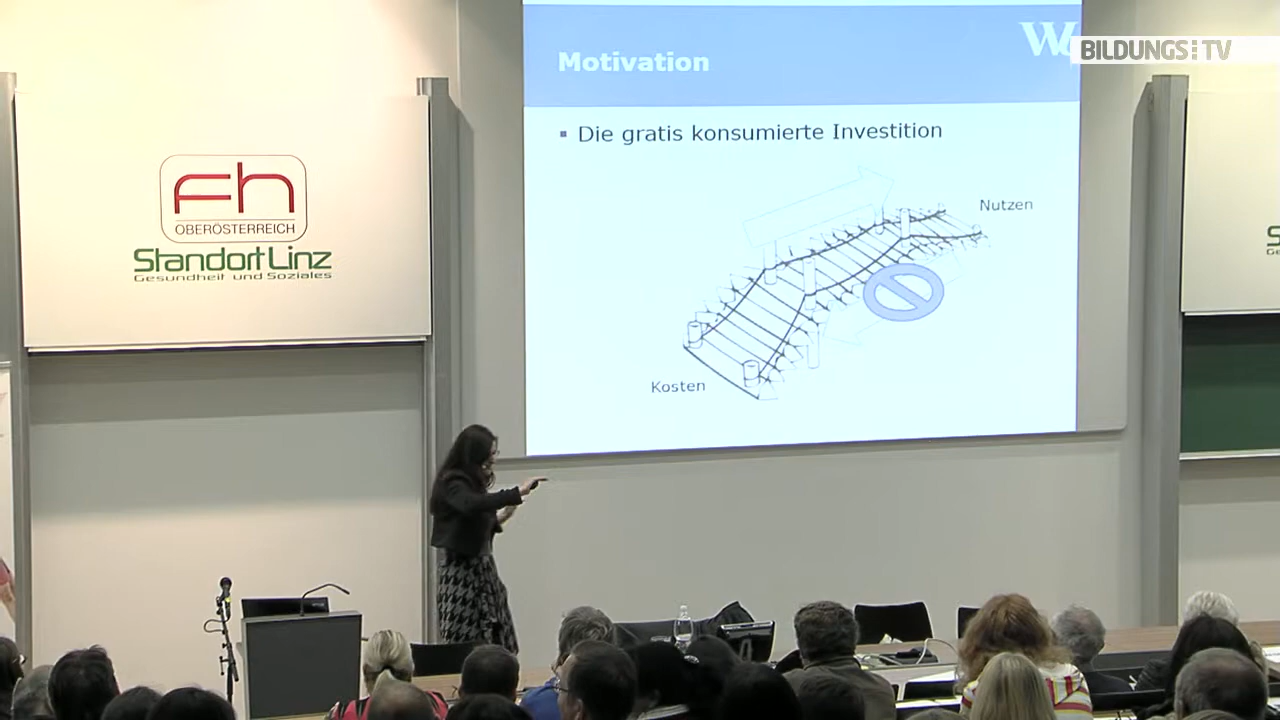 BILDUNGS TV
Motivation
▪ Die gratis konsumierte Investition
Nutzen
Kosten
fh
OBERÖSTERREICH
Standort Linz
Gesundheit und Soziales